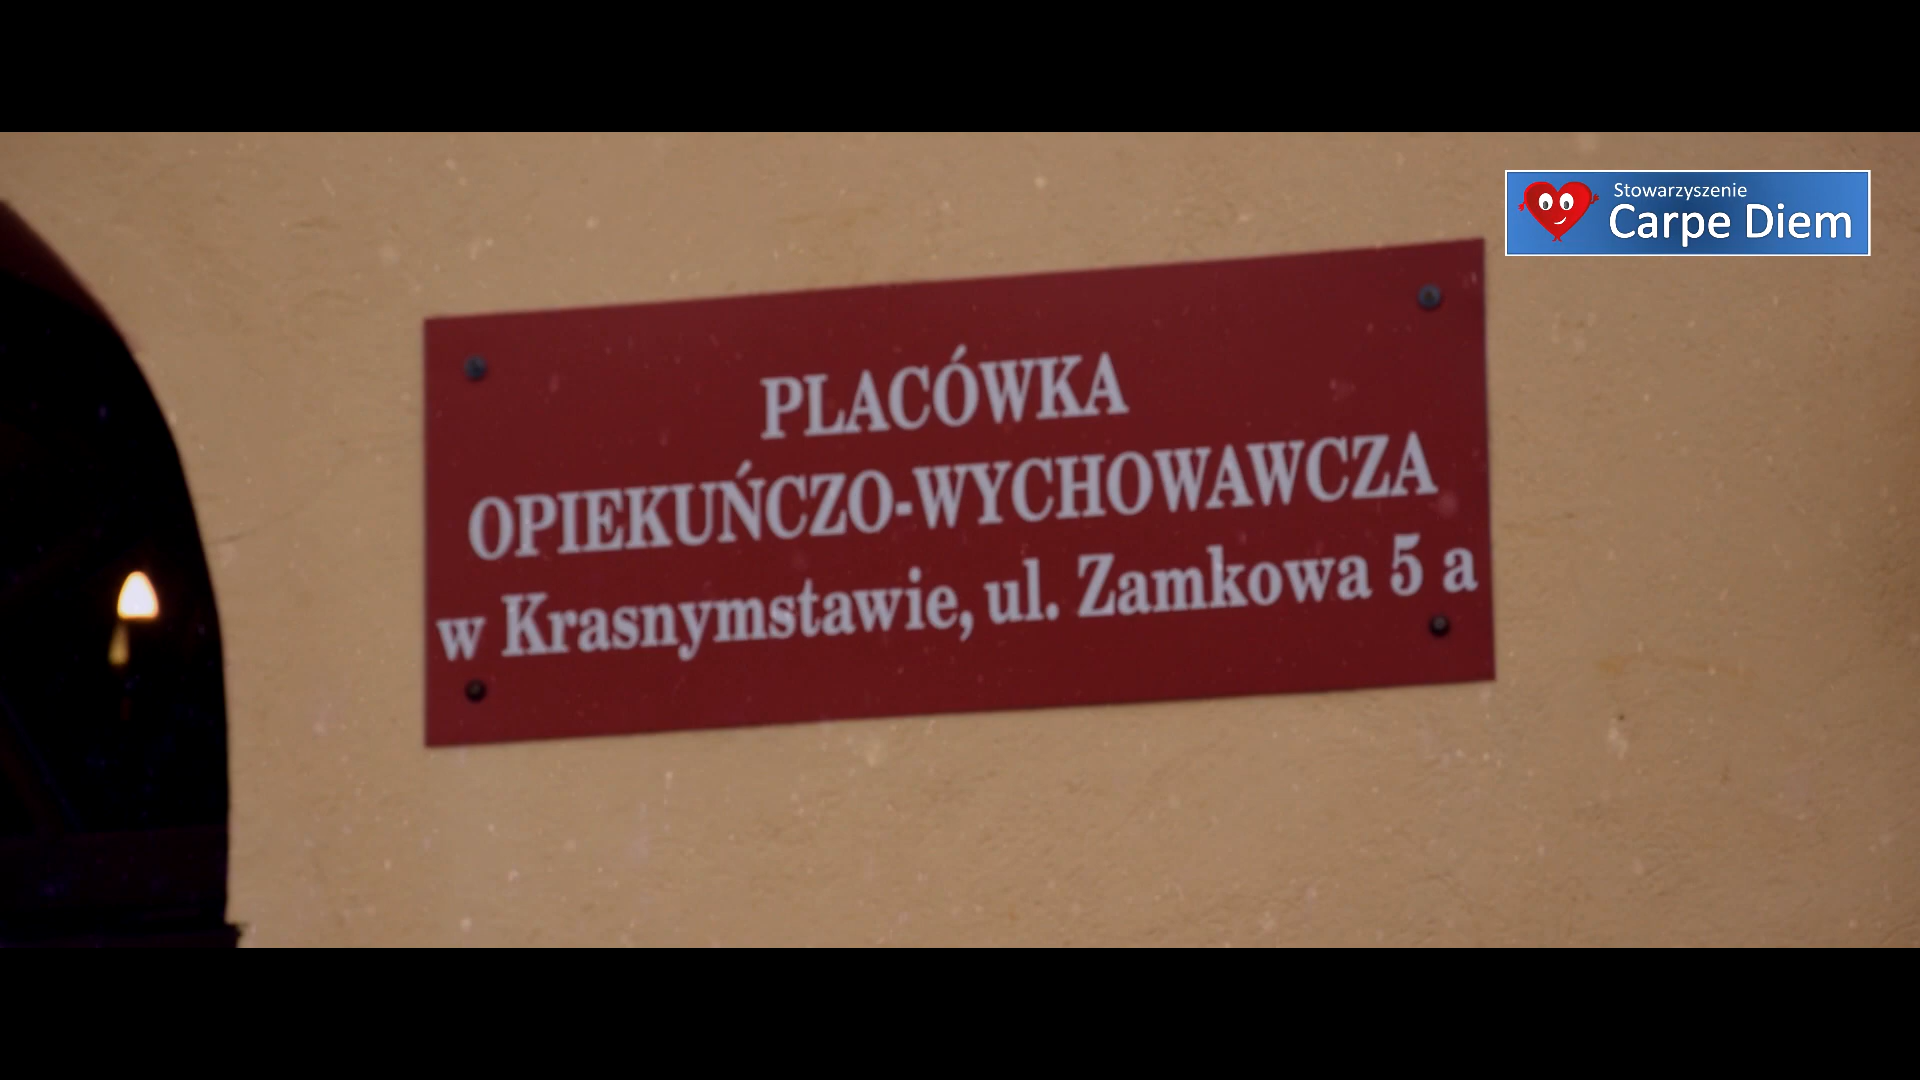 Stowarzyszenie
Carpe Diem
PLACÓWKA
OPIEKUŃCZO-WYCHOWAWCZA
w Krasnymstawie, ul. Zamkowa 5 a